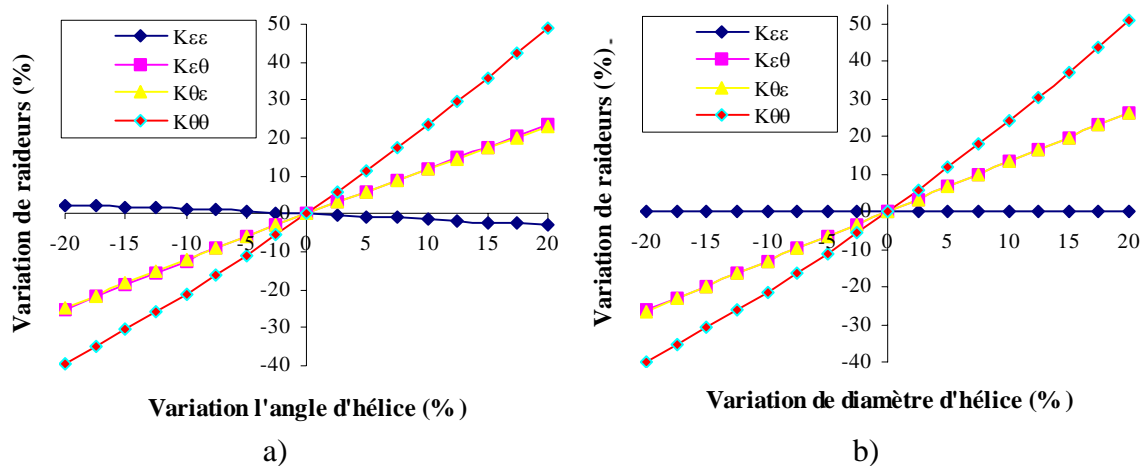 Variation de raideurs (%)
50
40
30
20
10
0
-10
-20
-30
-40
-20 -15 -10 -5 0 5 10 15 20
Kεε
Kεθ
Kθε
Kθθ
Variation l'angle d'hélice (%)
a)
Variation de raideurs (%)
50
40
30
20
10
0
-10
-20
-30
-40
-20 -15 -10 -5 0 5 10 15 20
Kεε
Kεθ
Kθε
Kθθ
Variation de diamètre d'hélice (%)
b)